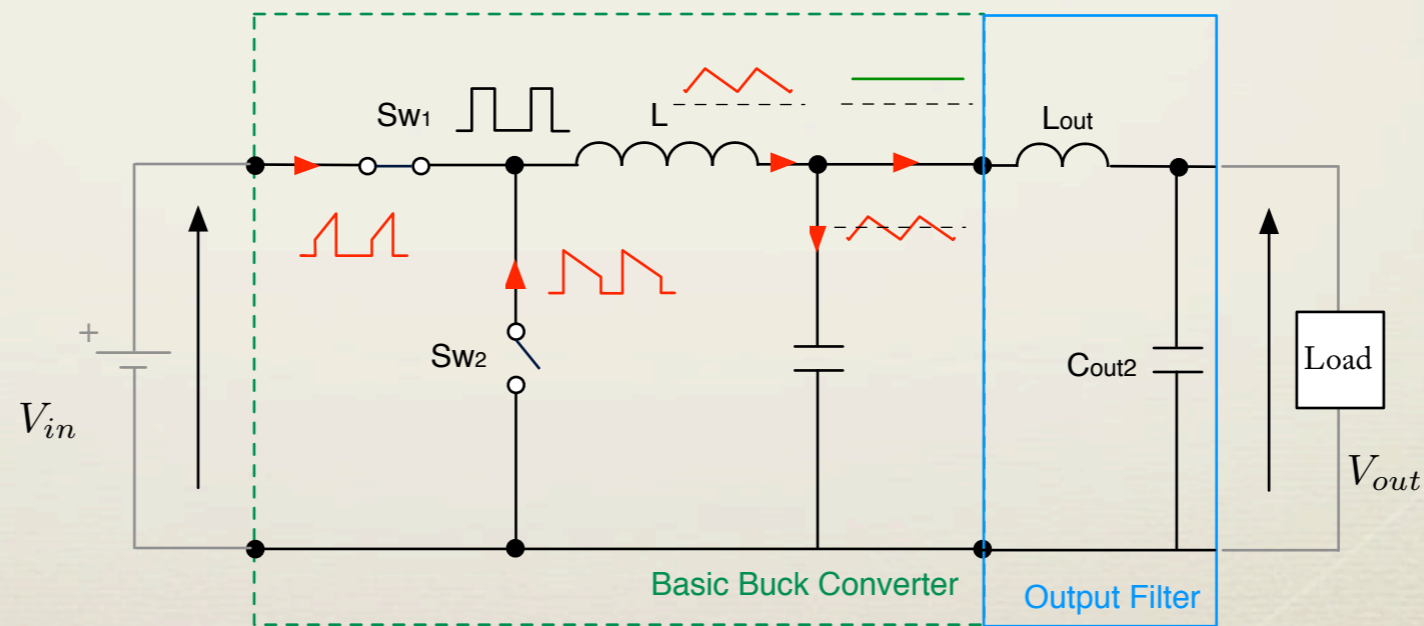 Sw1
L
Lout
+
Sw2
Cout2
Load
Vin
Vout
Basic Buck Converter
Output Filter